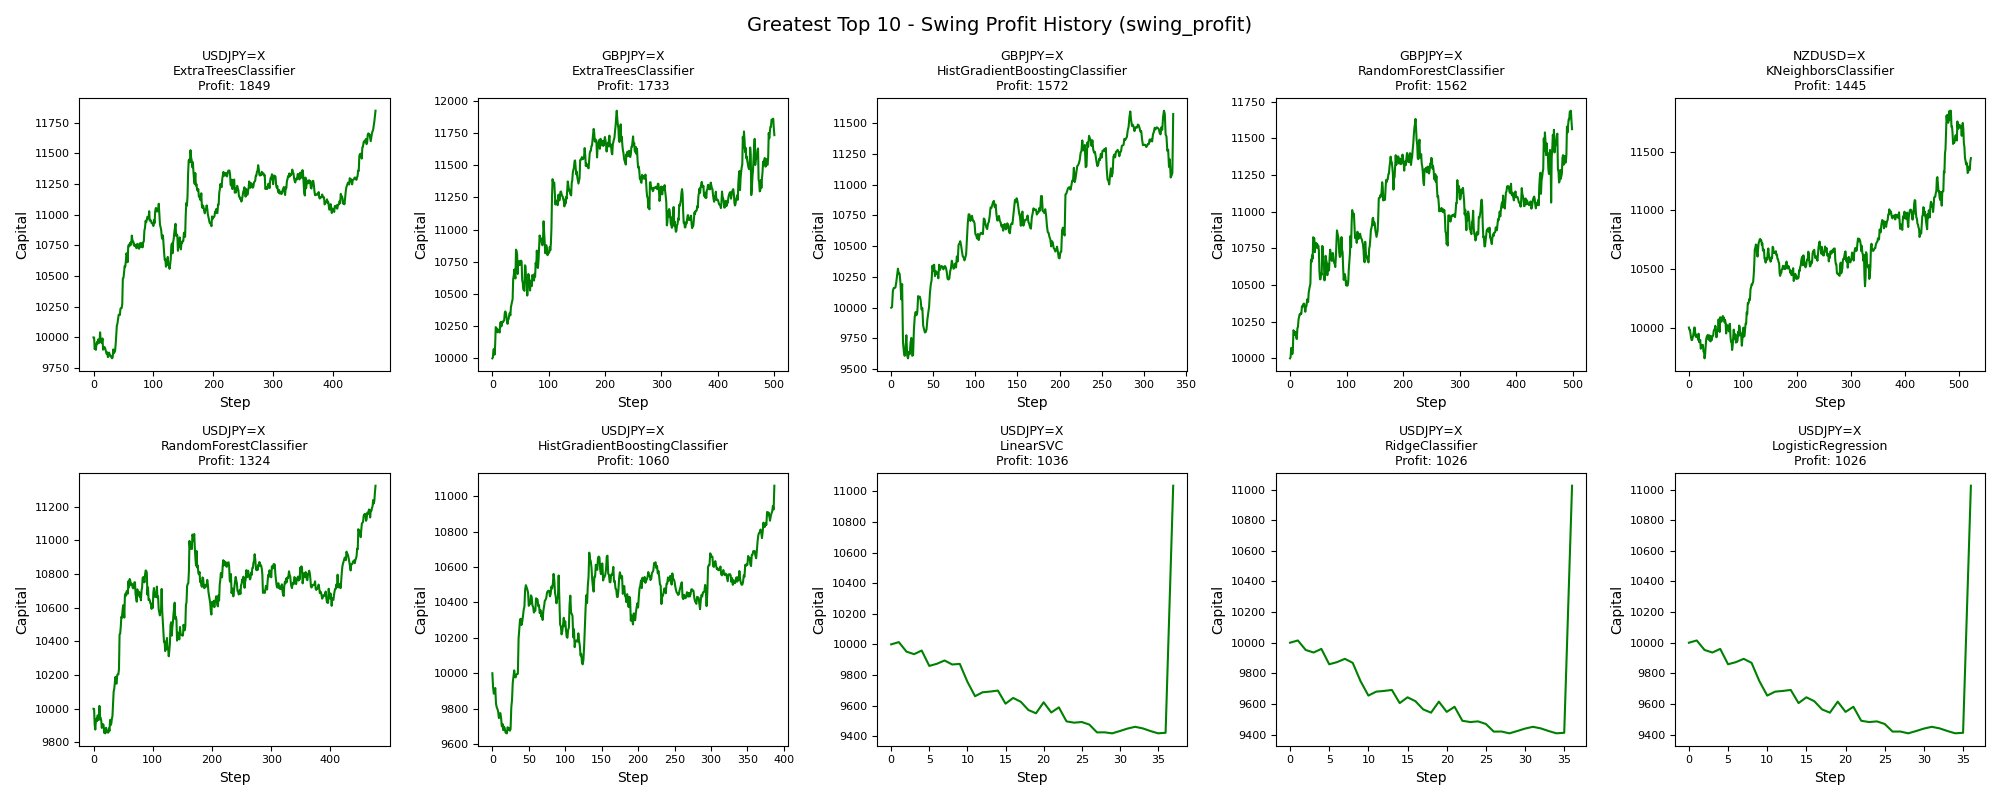 Greatest Top 10 - Swing Profit History (swing_profit)
USDJPY=X
ExtraTreesClassifier
Profit: 1849
11750
11500
11250
11000
10750
10500
10250
10000
9750
Capital
0 100 200 300 400
Step
GBPJPY=X
ExtraTreesClassifier
Profit: 1733
12000
11750
11500
11250
11000
10750
10500
10250
10000
Capital
0 100 200 300 400 500
Step
GBPJPY=X
HistGradientBoostingClassifier
Profit: 1572
11500
11250
11000
10750
10500
10250
10000
9750
9500
Capital
0 50 100 150 200 250 300 350
Step
GBPJPY=X
RandomForestClassifier
Profit: 1562
11750
11500
11250
11000
10750
10500
10250
10000
Capital
0 100 200 300 400 500
Step
NZDUSD=X
KNeighborsClassifier
Profit: 1445
11500
11000
10500
10000
Capital
0 100 200 300 400 500
Step
USDJPY=X
RandomForestClassifier
Profit: 1324
11200
11000
10800
10600
10400
10200
10000
9800
Capital
0 100 200 300 400
Step
USDJPY=X
HistGradientBoostingClassifier
Profit: 1060
11000
10800
10600
10400
10200
10000
9800
9600
Capital
0 50 100 150 200 250 300 350 400
Step
USDJPY=X
LinearSVC
Profit: 1036
11000
10800
10600
10400
10200
10000
9800
9600
9400
Capital
0 5 10 15 20 25 30 35
Step
USDJPY=X
RidgeClassifier
Profit: 1026
11000
10800
10600
10400
10200
10000
9800
9600
9400
Capital
0 5 10 15 20 25 30 35
Step
USDJPY=X
LogisticRegression
Profit: 1026
11000
10800
10600
10400
10200
10000
9800
9600
9400
Capital
0 5 10 15 20 25 30 35
Step